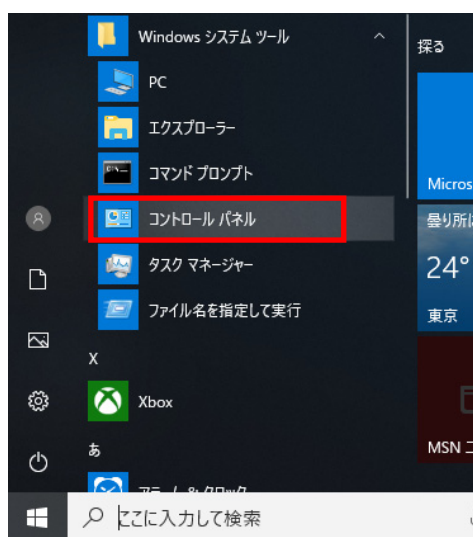 Windows システム ツール
PC
エクスプローラー
コマンド プロンプト
コントロール パネル
タスク マネージャー
ファイル名を指定して実行
X
Xbox
あ
ここに入力して検索
探る
Micros
曇り所に
24°
東京
MSN